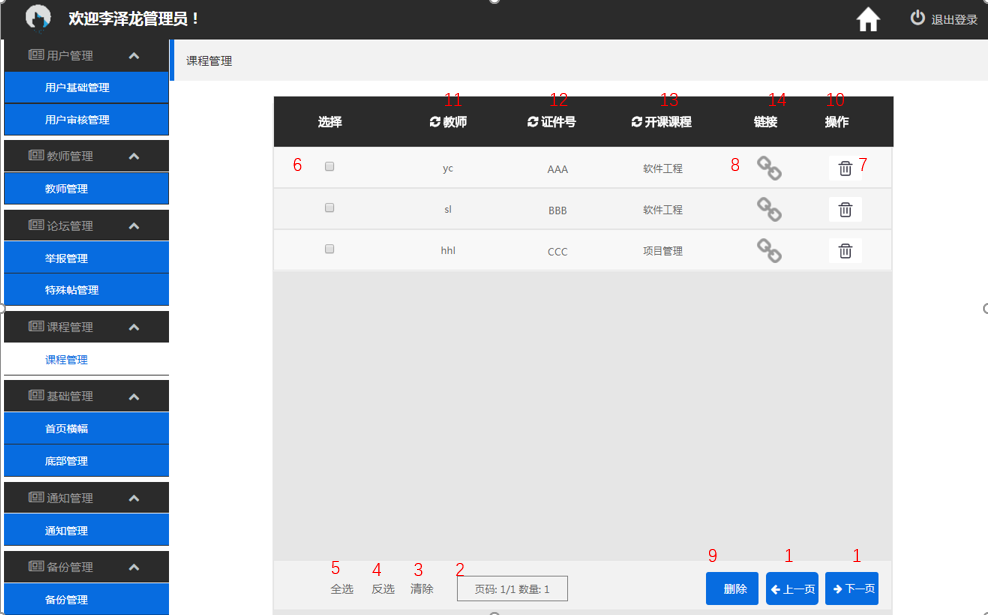 欢迎李泽龙管理员！
退出登录
用户管理
用户基础管理
用户审核管理
教师管理
教师管理
论坛管理
举报管理
特殊帖管理
课程管理
课程管理
基础管理
首页横幅
底部管理
通知管理
通知管理
备份管理
备份管理
课程管理
11 12 13 14 10
选择 教师 证件号 开课课程 链接 操作
6 yc AAA 软件工程 8 7
sl BBB 软件工程
hhl CCC 项目管理
5 4 3 2 9 1 1
全选 反选 清除 页码: 1/1 数量: 1 删除 上一页 下一页